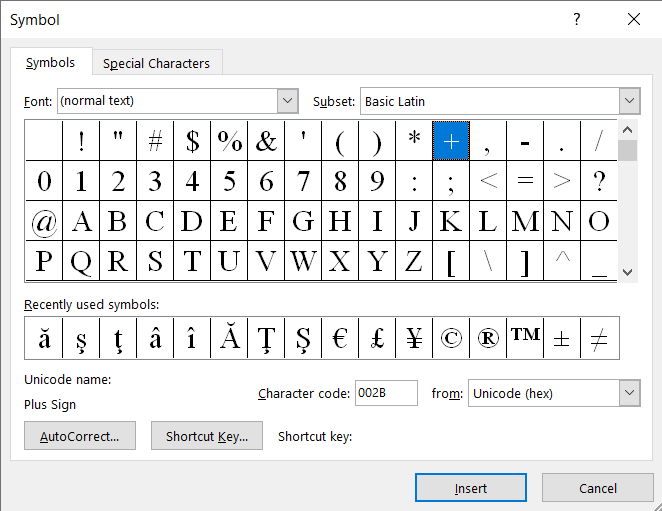 Symbol ?
Symbols Special Characters
Font: (normal text) Subset: Basic Latin
! " # $ % & ' ( ) * + , - . /
0 1 2 3 4 5 6 7 8 9 : ; < = > ?
@ A B C D E F G H I J K L M N O
P Q R S T U V W X Y Z [ \ ] ^ _
Recently used symbols:
ă ş ţ â î Ă Ţ Ş € £ ¥ © ® ™ ± ≠
Unicode name:
Plus Sign
Character code: 002B from: Unicode (hex)
AutoCorrect... Shortcut Key... Shortcut key:
Insert Cancel